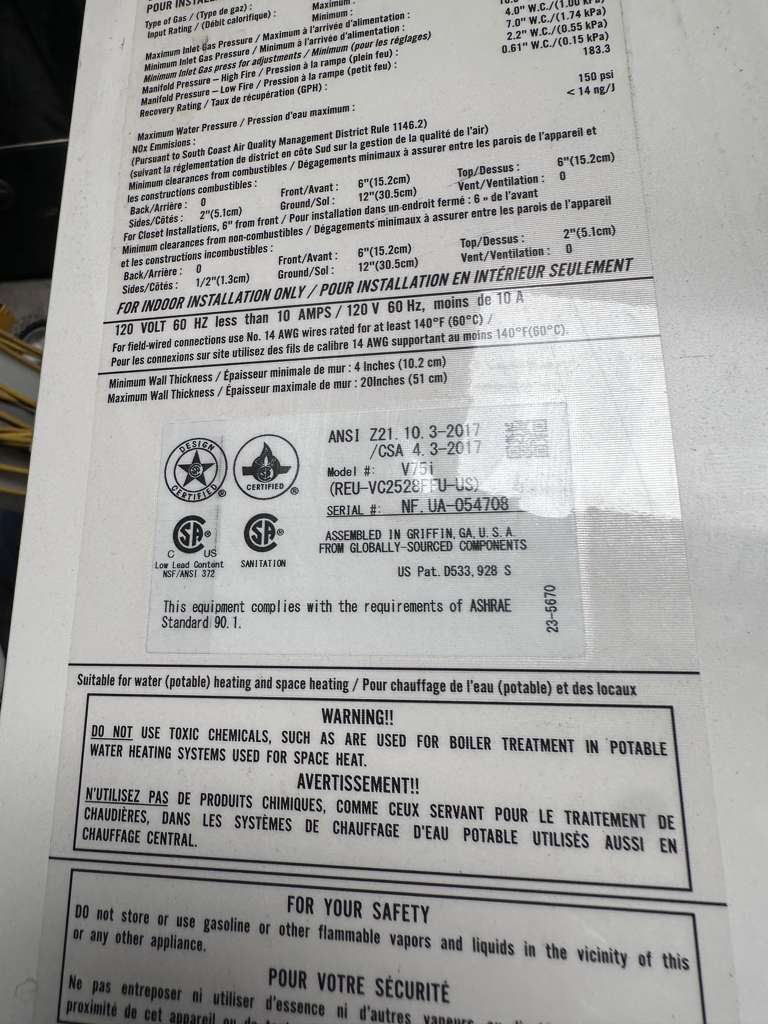 POUR INSTAL
Type of Gas / (Type de gaz) :
Maximum
Input Rating / (Débit calorifique) :
Minimum :
Maximum Inlet Gas Pressure / Maximum à l'arrivée d'alimentation :
4.0" W.C./(1.00 kPa)
Minimum Inlet Gas Pressure / Minimum à l'arrivée d'alimentation :
7.0" W.C./(1.74 kPa)
Minimum Inlet Gas press for adjustments / Minimum (pour les réglages)
Manifold Pressure – High Fire / Pression à la rampe (plein feu) :
2.2" W.C./(0.55 kPa)
Manifold Pressure – Low Fire / Pression à la rampe (petit feu) :
0.61" W.C./(0.15 kPa)
Recovery Rating / Taux de récupération (GPH) :
183.3
Maximum Water Pressure / Pression d'eau maximum :
150 psi
NOx Emmisions :
< 14 ng/J
(Pursuant to South Coast Air Quality Management District Rule 1146.2)
(suivant la réglementation de district en côte Sud sur la gestion de la qualité de l'air)
Minimum clearances from combustibles / Dégagements minimaux à assurer entre les parois de l'appareil et
les constructions combustibles :
Back/Arrière : 0 Front/Avant : 6"(15.2cm) Top/Dessus : 6"(15.2cm)
Sides/Côtés : 2"(5.1cm) Ground/Sol : 12"(30.5cm) Vent/Ventilation : 0
For Closet Installations, 6" from front / Pour installation dans un-endroit fermé : 6 » de l'avant
Minimum clearances from non-combustibles / Dégagements minimaux à assurer entre les parois de l'appareil
et les constructions incombustibles :
Back/Arrière : 0 Front/Avant : 6"(15.2cm) Top/Dessus : 2"(5.1cm)
Sides/Côtés : 1/2"(1.3cm) Ground/Sol : 12"(30.5cm) Vent/Ventilation : 0
FOR INDOOR INSTALLATION ONLY / POUR INSTALLATION EN INTÉRIEUR SEULEMENT
120 VOLT 60 HZ less than 10 AMPS / 120 V 60 Hz, moins de 10 A
For field-wired connections use No. 14 AWG wires rated for at least 140°F (60°C) /
Pour les connexions sur site utilisez des fils de calibre 14 AWG supportant au moins 140°F(60°C).
Minimum Wall Thickness / Épaisseur minimale de mur : 4 Inches (10.2 cm)
Maximum Wall Thickness / Épaisseur maximale de mur : 20Inches (51 cm)
DESIGN CERTIFIED ®
CERTIFIED ®
ANSI Z21. 10. 3-2017
/CSA 4. 3-2017
Model #: V75i
(REU-VC2528FFU-US)
SERIAL #: NF. UA-054708
SA ®
C US
Low Lead Content
NSF/ANSI 372
SA ®
SANITATION
ASSEMBLED IN GRIFFIN, GA, U. S. A.
FROM GLOBALLY-SOURCED COMPONENTS
US Pat. D533, 928 S
23-5670
This equipment complies with the requirements of ASHRAE
Standard 90. 1.
Suitable for water (potable) heating and space heating / Pour chauffage de l'eau (potable) et des locaux
WARNING!!
DO NOT USE TOXIC CHEMICALS, SUCH AS ARE USED FOR BOILER TREATMENT IN POTABLE
WATER HEATING SYSTEMS USED FOR SPACE HEAT.
AVERTISSEMENT!!
N'UTILISEZ PAS DE PRODUITS CHIMIQUES, COMME CEUX SERVANT POUR LE TRAITEMENT DE
CHAUDIÈRES, DANS LES SYSTÈMES DE CHAUFFAGE D'EAU POTABLE UTILISÉS AUSSI EN
CHAUFFAGE CENTRAL.
FOR YOUR SAFETY
DO not store or use gasoline or other flammable vapors and liquids in the vicinity of this
or any other appliance.
POUR VOTRE SÉCURITÉ
Ne pas entreposer ni utiliser d'essence ni d'autres vapeurs
proximité de cet appareil ou de